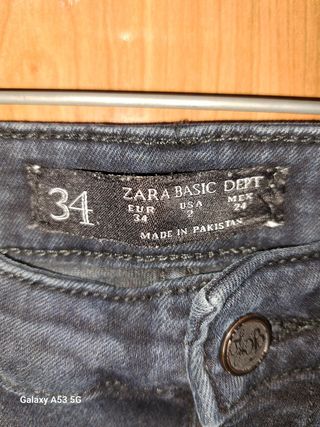 34
ZARA BASIC DEPT
EUR USA MEX
34 2 24
MADE IN PAKISTAN
Galaxy A53 5G